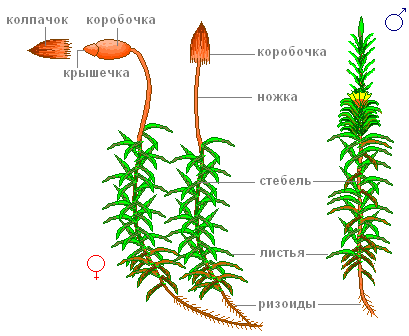 колпачок
коробочка
крышечка
коробочка
ножка
стебель
листья
ризоиды